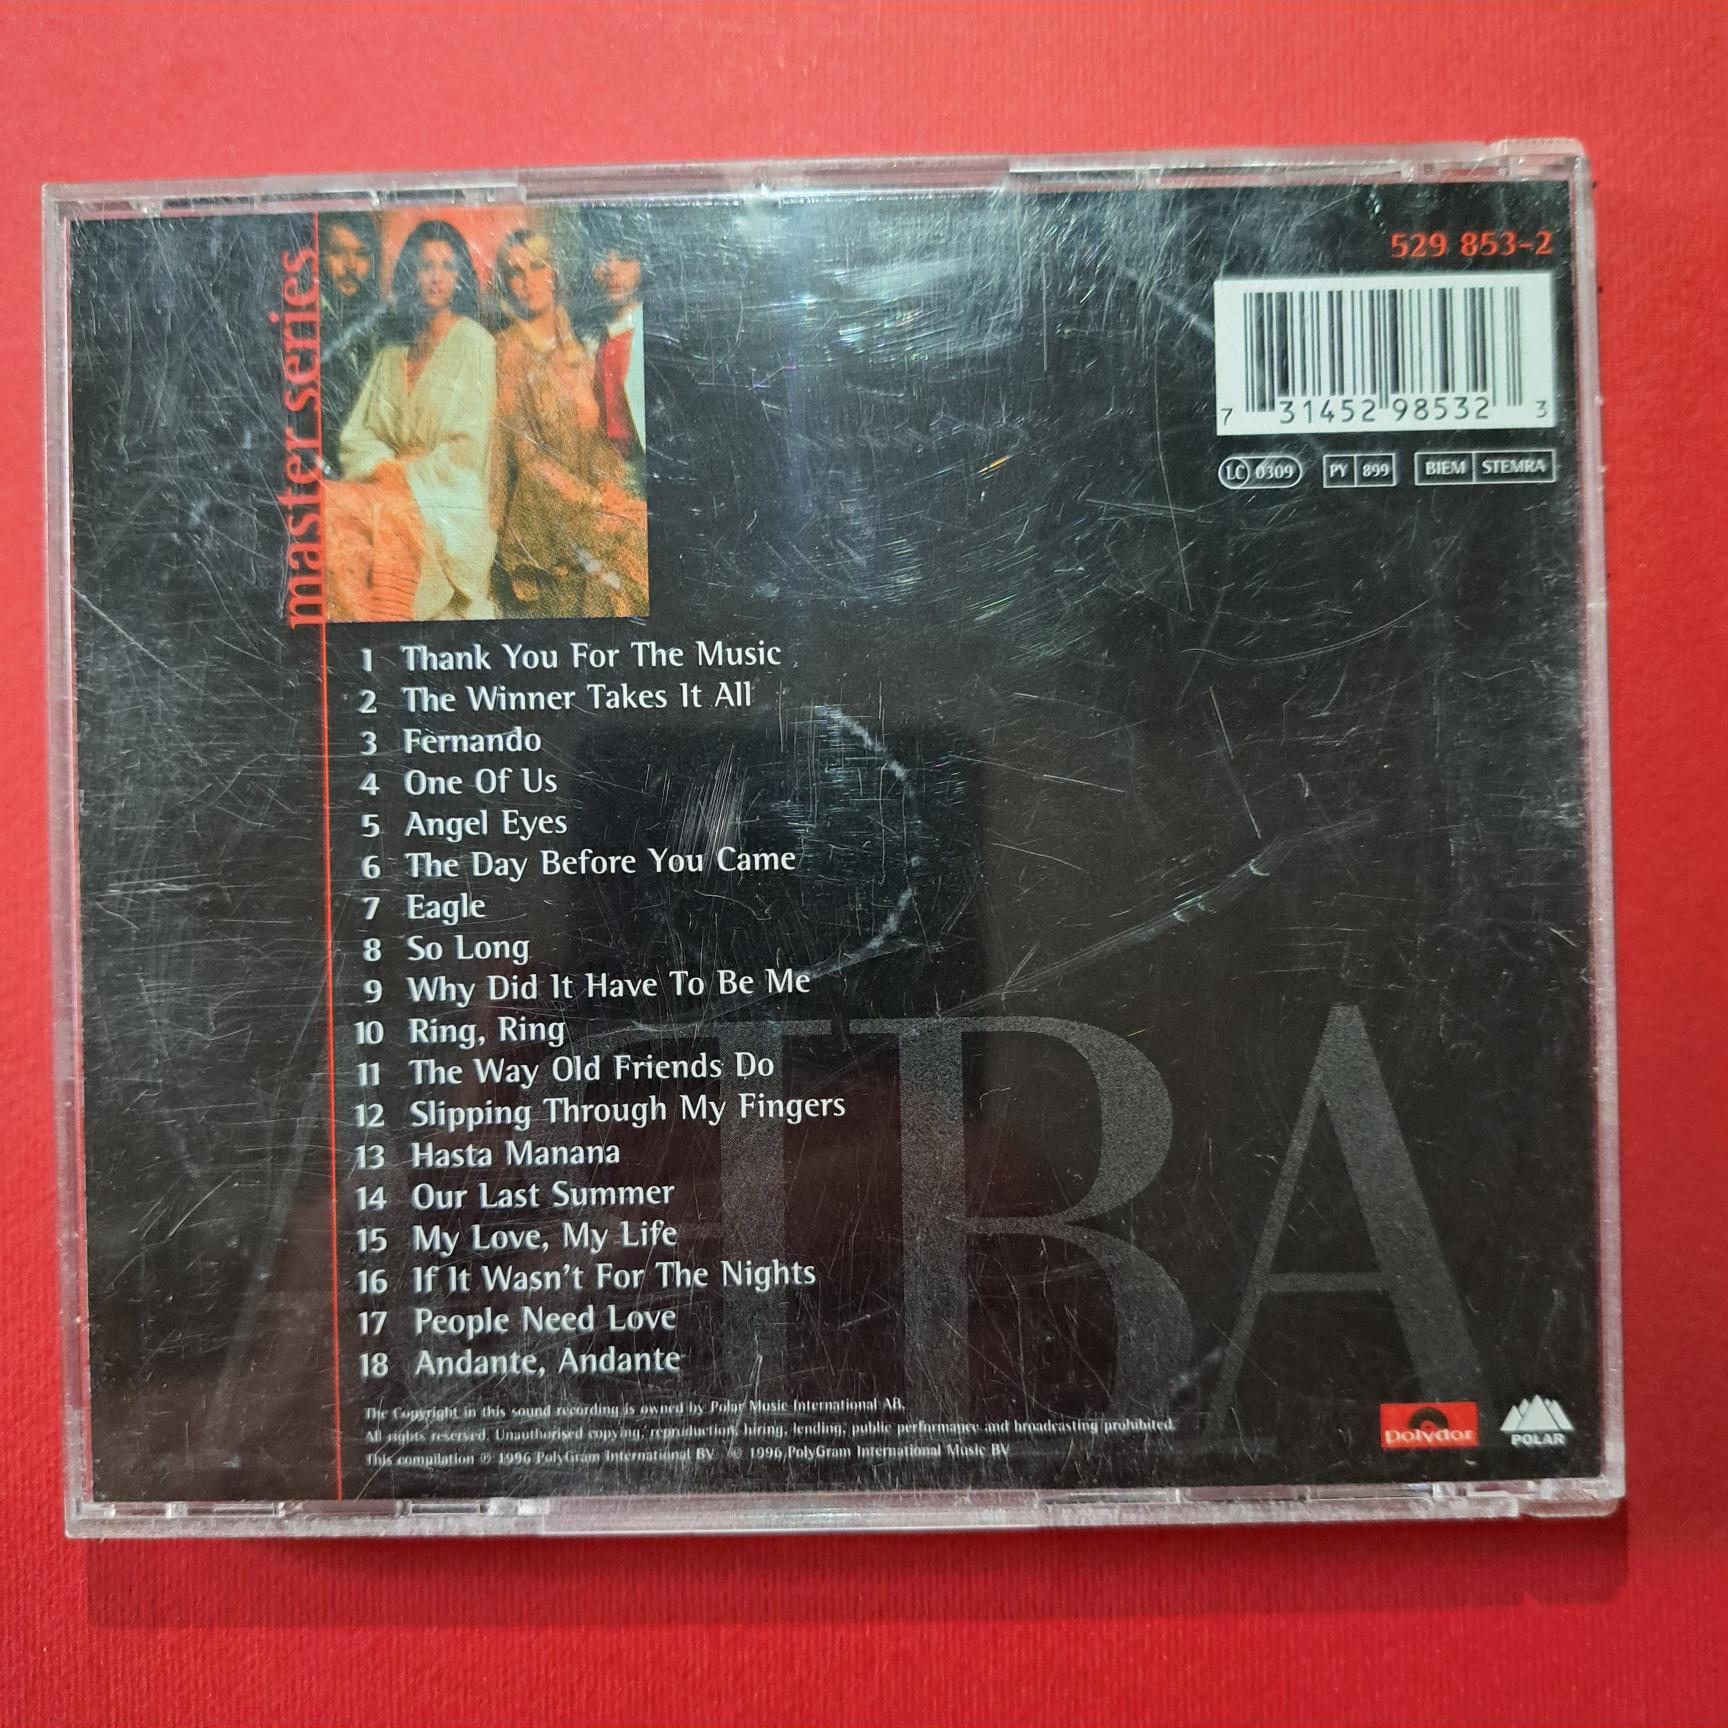 master series
529 853-2
7 31452 98532 3
LC 0309 PY 899 BIEM STEMRA
1 Thank You For The Music
2 The Winner Takes It All
3 Fernando
4 One Of Us
5 Angel Eyes
6 The Day Before You Came
7 Eagle
8 So Long
9 Why Did It Have To Be Me
10 Ring, Ring
11 The Way Old Friends Do
12 Slipping Through My Fingers
13 Hasta Manana
14 Our Last Summer
15 My Love, My Life
16 If It Wasn't For The Nights
17 People Need Love
18 Andante, Andante
ABBA
The Copyright in this sound recording is owned by Polar Music International AB.
All rights reserved. Unauthorised copying, reproduction, hiring, lending, public performance and broadcasting prohibited.
This compilation ℗ 1996 PolyGram International BV © 1996 PolyGram International Music BV
polydor
POLAR